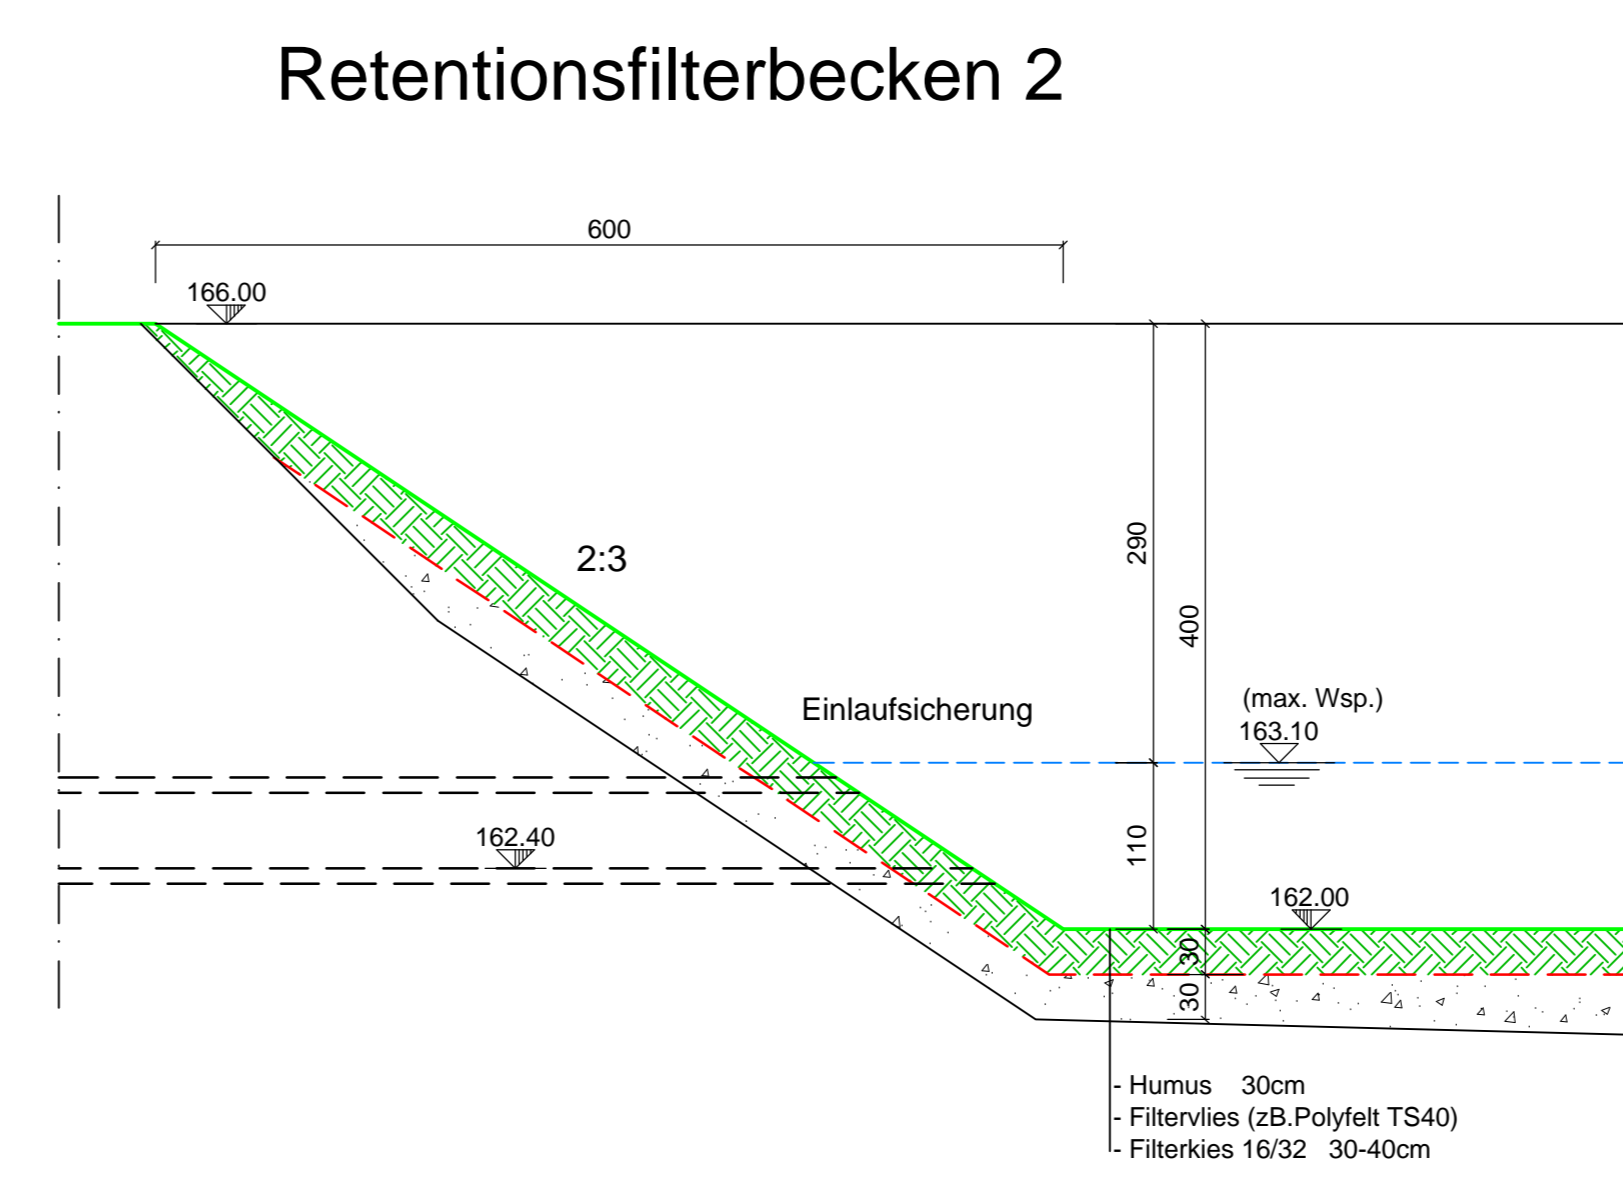 Retentionsfilterbecken 2
600
166.00
290
2:3
400
Einlaufsicherung
(max. Wsp.)
163.10
162.40
110
162.00
30
30
- Humus 30cm
- Filtervlies (zB.Polyfelt TS40)
- Filterkies 16/32 30-40cm